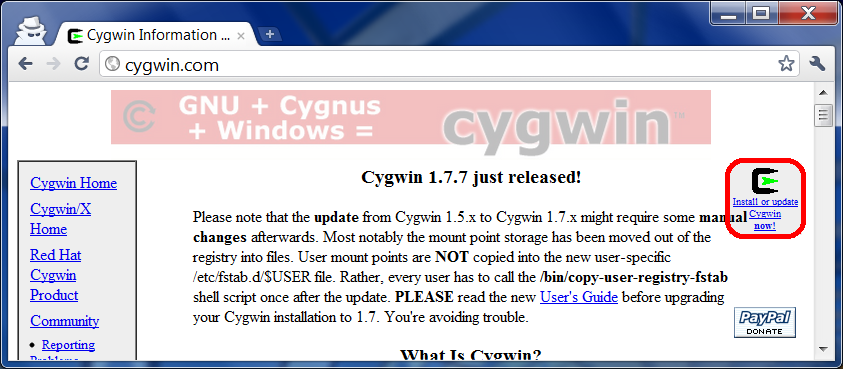 Cygwin Information ...
cygwin.com
GNU + Cygnus
+ Windows =
cygwin™
Cygwin Home
Cygwin/X
Home
Red Hat
Cygwin
Product
Community
Reporting
Problems
Cygwin 1.7.7 just released!
Please note that the update from Cygwin 1.5.x to Cygwin 1.7.x might require some manual
changes afterwards. Most notably the mount point storage has been moved out of the
registry into files. User mount points are NOT copied into the new user-specific
/etc/fstab.d/$USER file. Rather, every user has to call the /bin/copy-user-registry-fstab
shell script once after the update. PLEASE read the new User's Guide before upgrading
your Cygwin installation to 1.7. You're avoiding trouble.
What Is Cygwin?
Install or update
Cygwin
now!
PayPal
DONATE